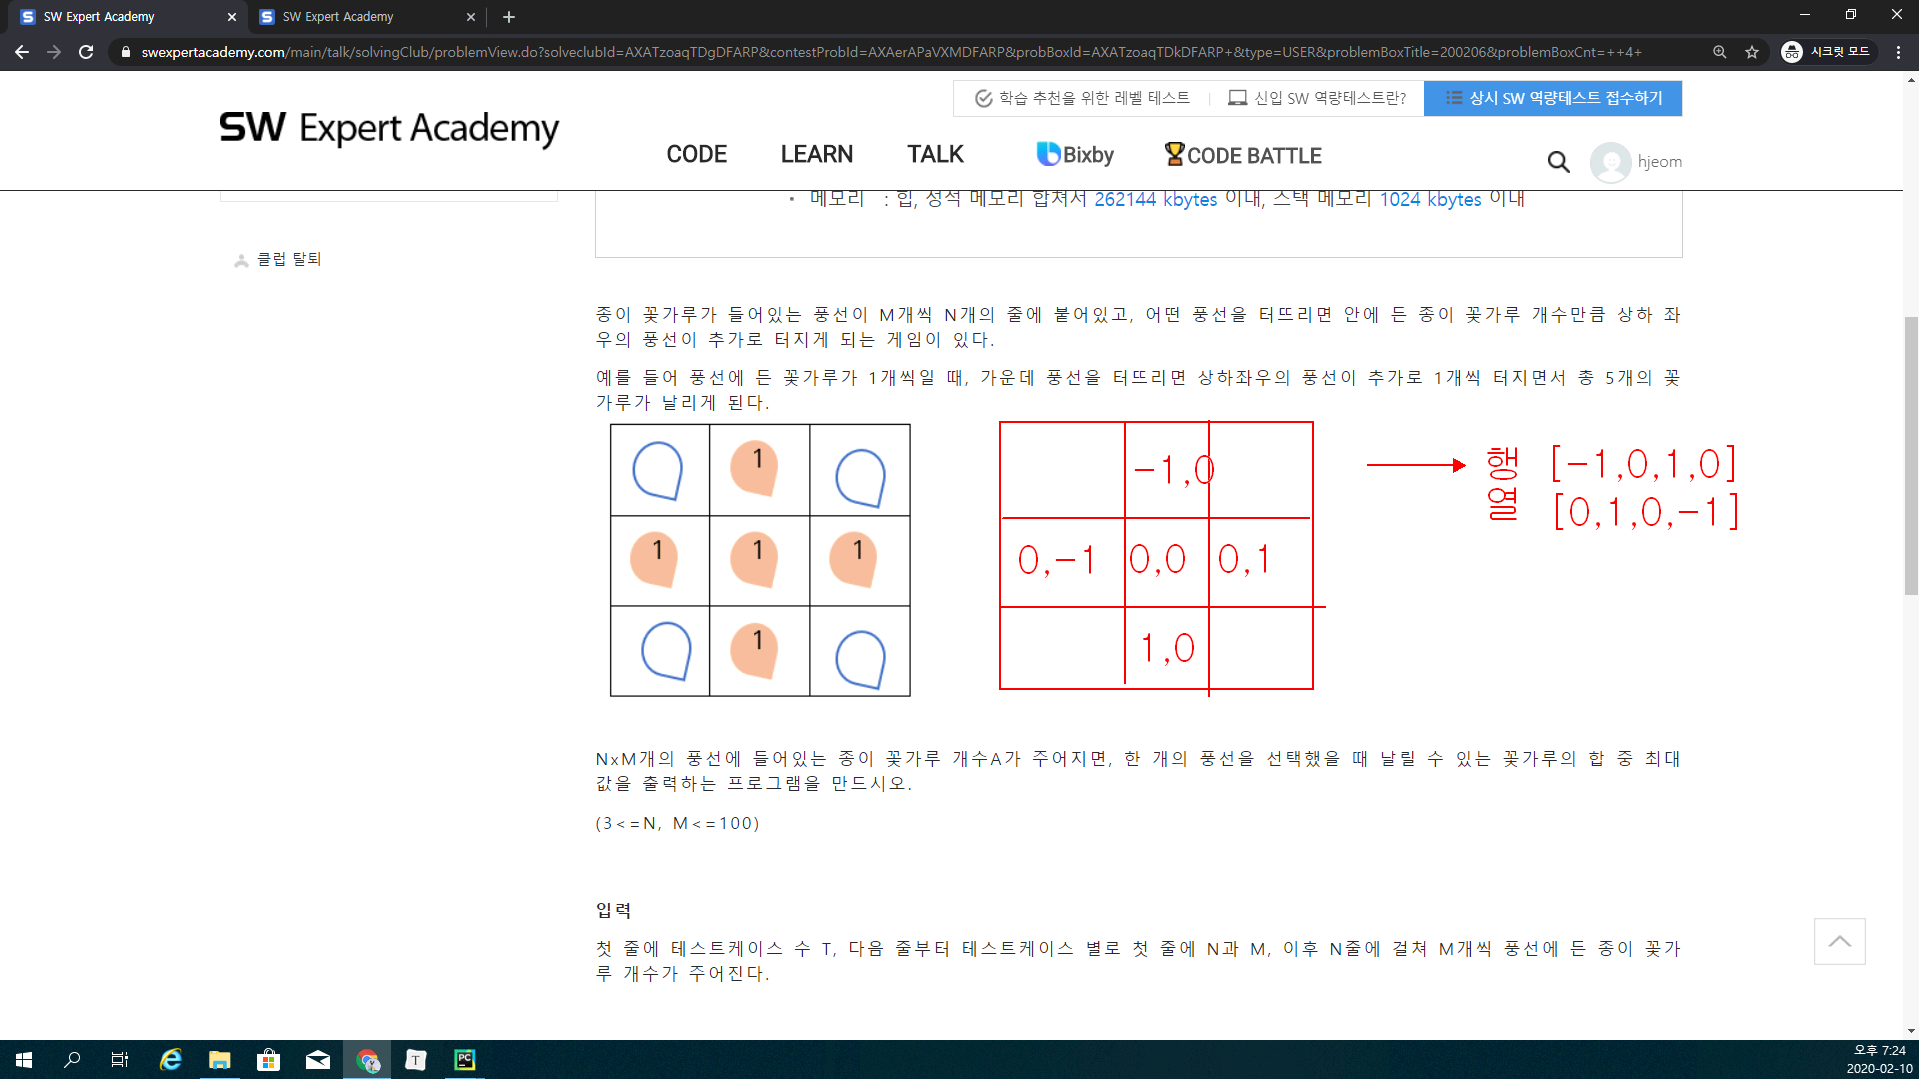 SW Expert Academy
SW Expert Academy
swexpertacademy.com/main/talk/solvingClub/problemView.do?solveclubId=AXATzoaqTDgDFARP&contestProbId=AXAerAPaVXMDFARP&probBoxId=AXATzoaqTDkDFARP+&type=USER&problemBoxTitle=200206&problemBoxCnt=++4+
시크릿 모드
학습 추천을 위한 레벨 테스트
신입 SW 역량테스트란?
상시 SW 역량테스트 접수하기
SW Expert Academy
CODE
LEARN
TALK
Bixby
CODE BATTLE
hjeom
• 메모리 : 힙, 정적 메모리 합쳐서 262144 kbytes 이내, 스택 메모리 1024 kbytes 이내
클럽 탈퇴
종이 꽃가루가 들어있는 풍선이 M개씩 N개의 줄에 붙어있고, 어떤 풍선을 터뜨리면 안에 든 종이 꽃가루 개수만큼 상하 좌
우의 풍선이 추가로 터지게 되는 게임이 있다.
예를 들어 풍선에 든 꽃가루가 1개씩일 때, 가운데 풍선을 터뜨리면 상하좌우의 풍선이 추가로 1개씩 터지면서 총 5개의 꽃
가루가 날리게 된다.
1
1 1 1
1
-1,0
0,-1 0,0 0,1
1,0
행 [-1,0,1,0]
열 [0,1,0,-1]
NxM개의 풍선에 들어있는 종이 꽃가루 개수A가 주어지면, 한 개의 풍선을 선택했을 때 날릴 수 있는 꽃가루의 합 중 최대
값을 출력하는 프로그램을 만드시오.
(3<=N, M<=100)
입력
첫 줄에 테스트케이스 수 T, 다음 줄부터 테스트케이스 별로 첫 줄에 N과 M, 이후 N줄에 걸쳐 M개씩 풍선에 든 종이 꽃가
루 개수가 주어진다.
T
PC
오후 7:24
2020-02-10